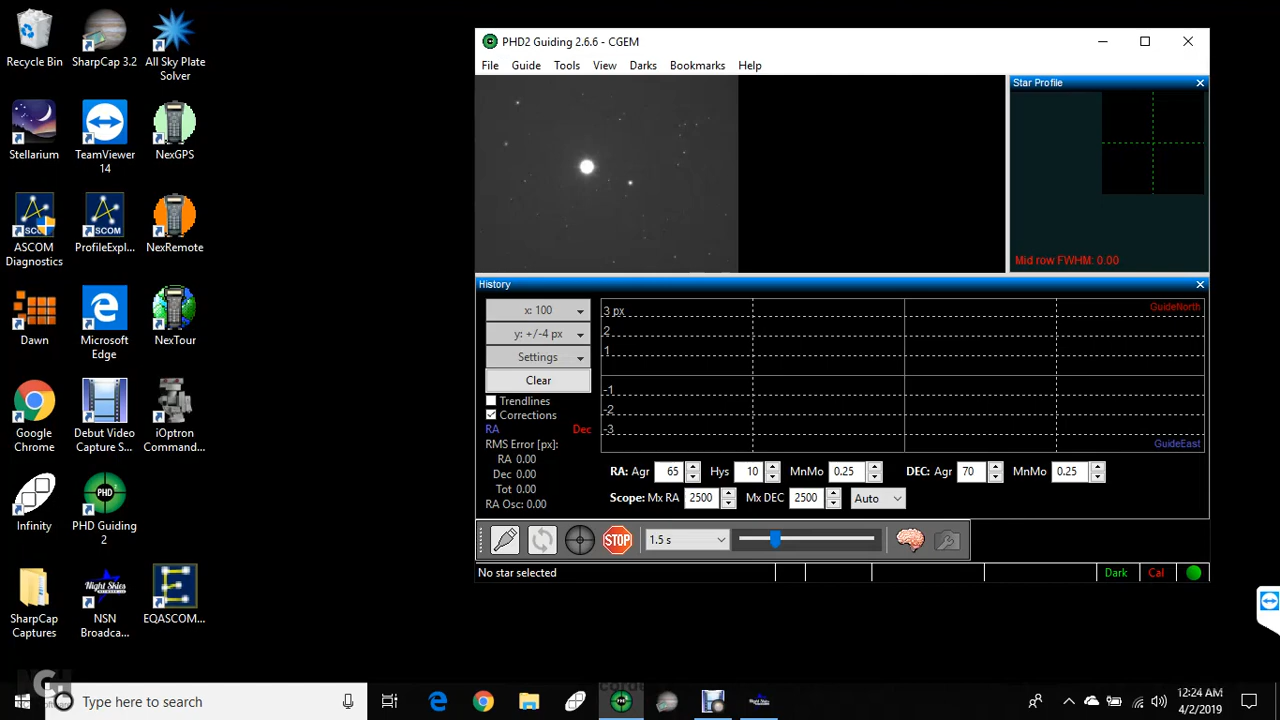 Recycle Bin
SharpCap 3.2
All Sky Plate
Solver
Stellarium
TeamViewer
14
NexGPS
ASCOM
Diagnostics
ProfileExpl...
NexRemote
Dawn
Microsoft
Edge
NexTour
Google
Chrome
Debut Video
Capture S...
iOptron
Command...
Infinity
PHD Guiding
2
SharpCap
Captures
NSN
Broadca...
EQASCOM...
PHD2 Guiding 2.6.6 - CGEM
File Guide Tools View Darks Bookmarks Help
Star Profile
Mid row FWHM: 0.00
History
x: 100
y: +/-4 px
Settings
Clear
Trendlines
Corrections
RA Dec
RMS Error [px]:
RA 0.00
Dec 0.00
Tot 0.00
RA Osc: 0.00
3 px
2
1
-1
-2
-3
GuideNorth
GuideEast
RA: Agr 65 Hys 10 MnMo 0.25 DEC: Agr 70 MnMo 0.25
Scope: Mx RA 2500 Mx DEC 2500 Auto
STOP 1.5 s
No star selected Dark Cal
Type here to search
12:24 AM
4/2/2019